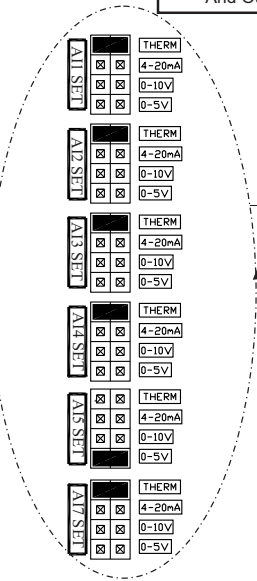 And
AI1 SET
THERM
4-20mA
0-10V
0-5V
AI2 SET
THERM
4-20mA
0-10V
0-5V
AI3 SET
THERM
4-20mA
0-10V
0-5V
AI4 SET
THERM
4-20mA
0-10V
0-5V
AI5 SET
THERM
4-20mA
0-10V
0-5V
AI7 SET
THERM
4-20mA
0-10V
0-5V